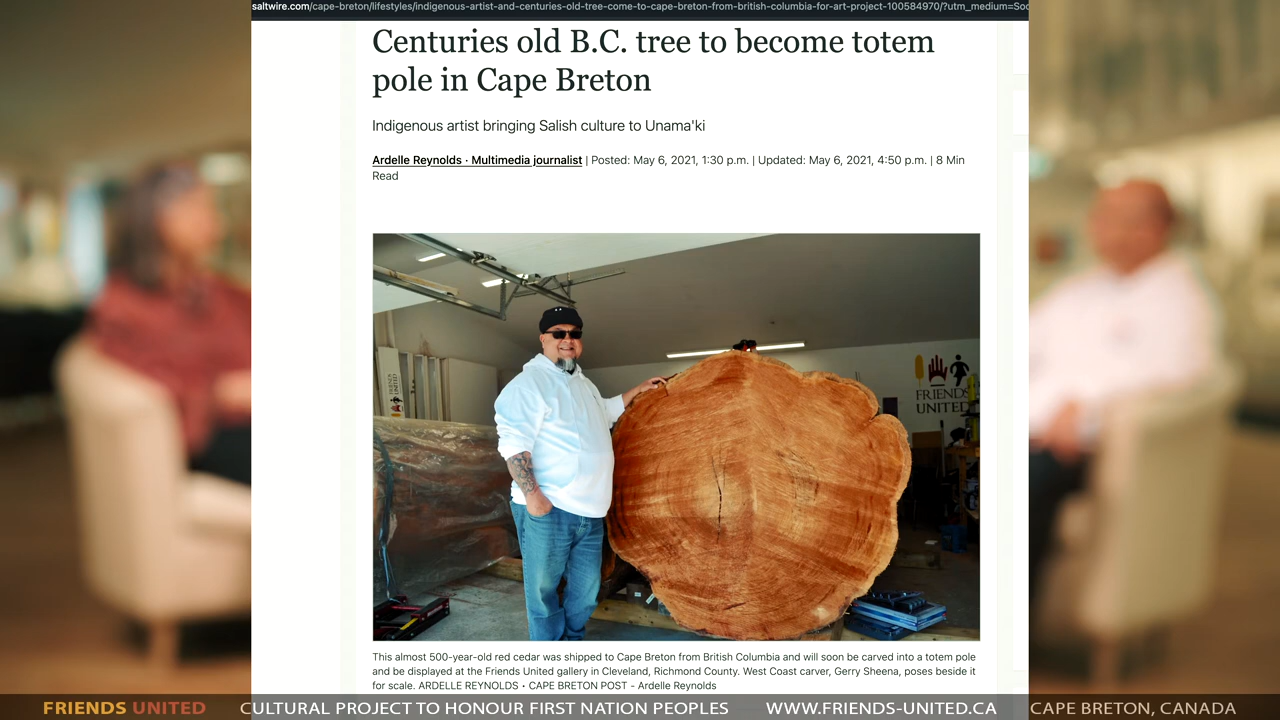 saltwire.com/cape-breton/lifestyles/indigenous-artist-and-centuries-old-tree-come-to-cape-breton-from-british-columbia-for-art-project-100584970/?utm_medium=Soc
Centuries old B.C. tree to become totem
pole in Cape Breton
Indigenous artist bringing Salish culture to Unama'ki
Ardelle Reynolds · Multimedia journalist | Posted: May 6, 2021, 1:30 p.m. | Updated: May 6, 2021, 4:50 p.m. | 8 Min
Read
FRIENDS
UNITED
FRIENDS UNITED
This almost 500-year-old red cedar was shipped to Cape Breton from British Columbia and will soon be carved into a totem pole
and be displayed at the Friends United gallery in Cleveland, Richmond County. West Coast carver, Gerry Sheena, poses beside it
for scale. ARDELLE REYNOLDS • CAPE BRETON POST - Ardelle Reynolds
FRIENDS UNITED CULTURAL PROJECT TO HONOUR FIRST NATION PEOPLES WWW.FRIENDS-UNITED.CA CAPE BRETON, CANADA